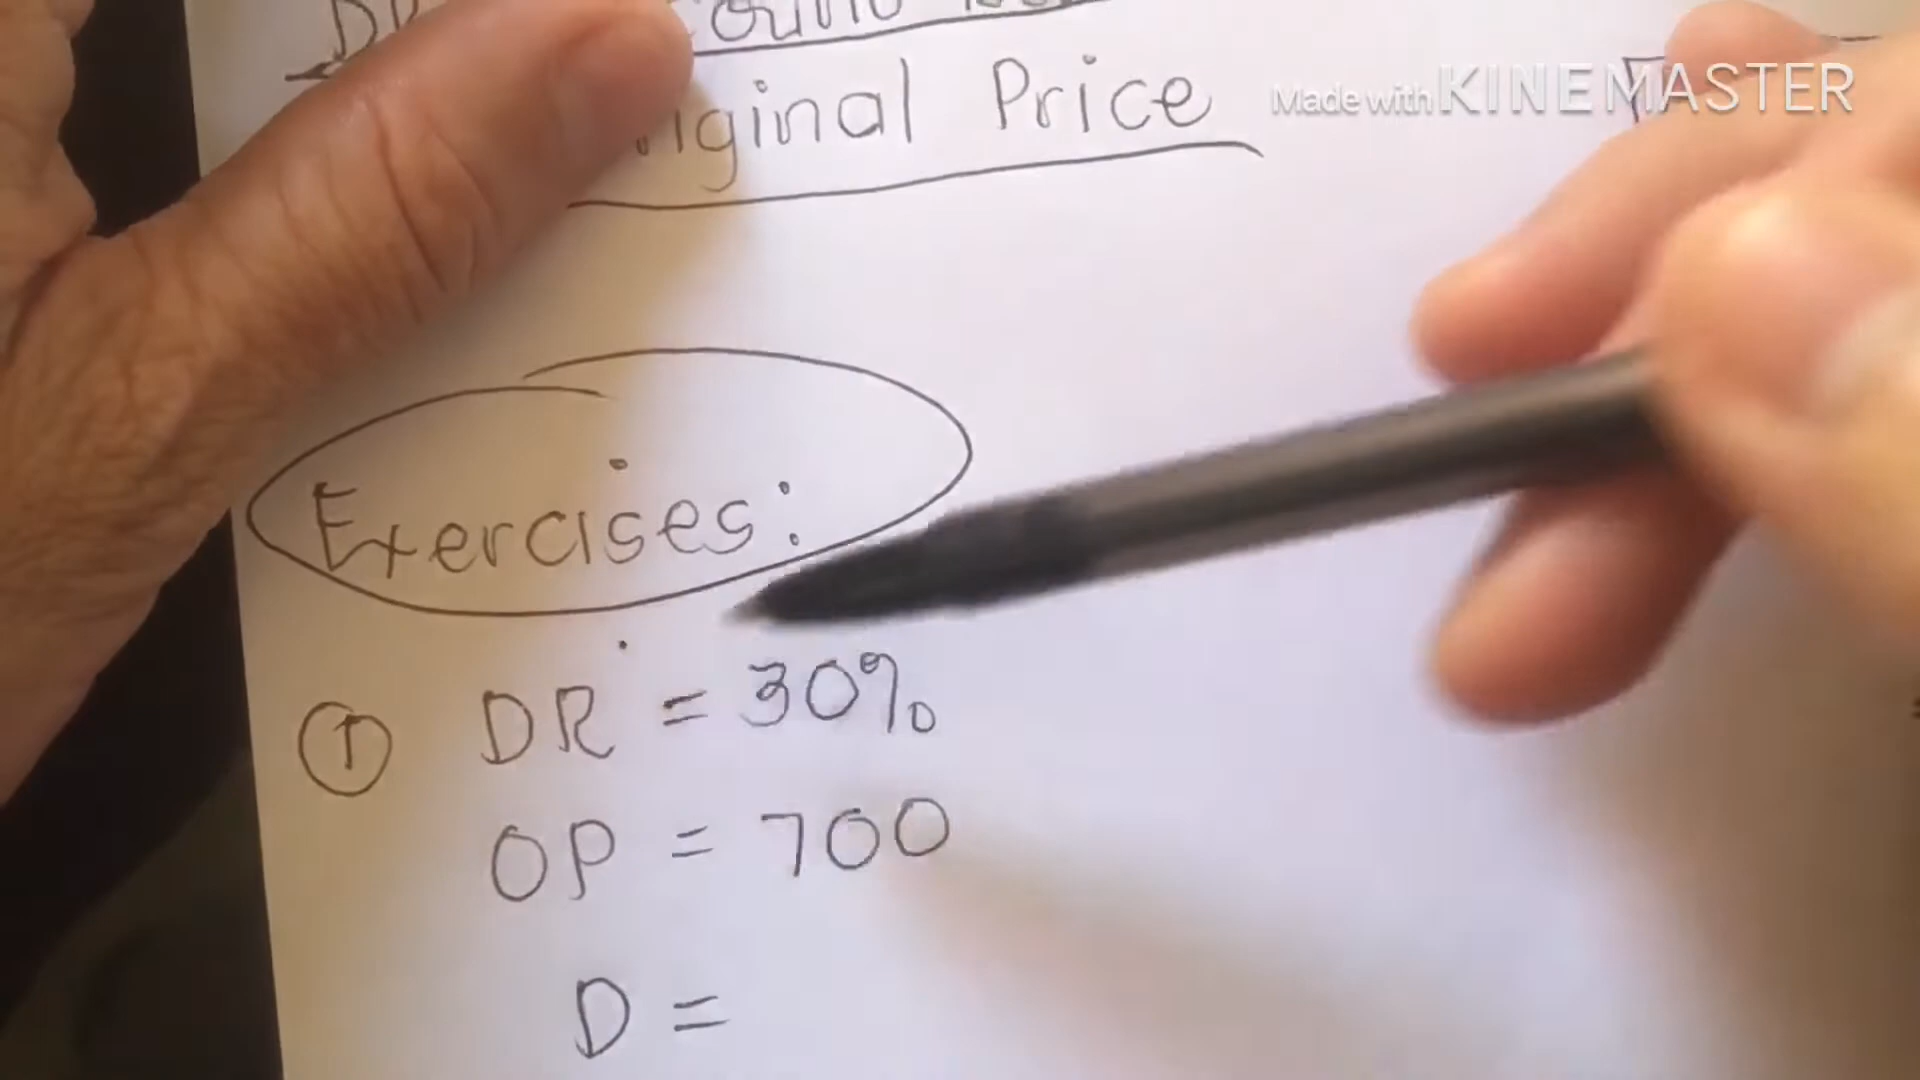 Price
Made with KINEMASTER
Exercises:
① DR = 30%
OP = 700
D =